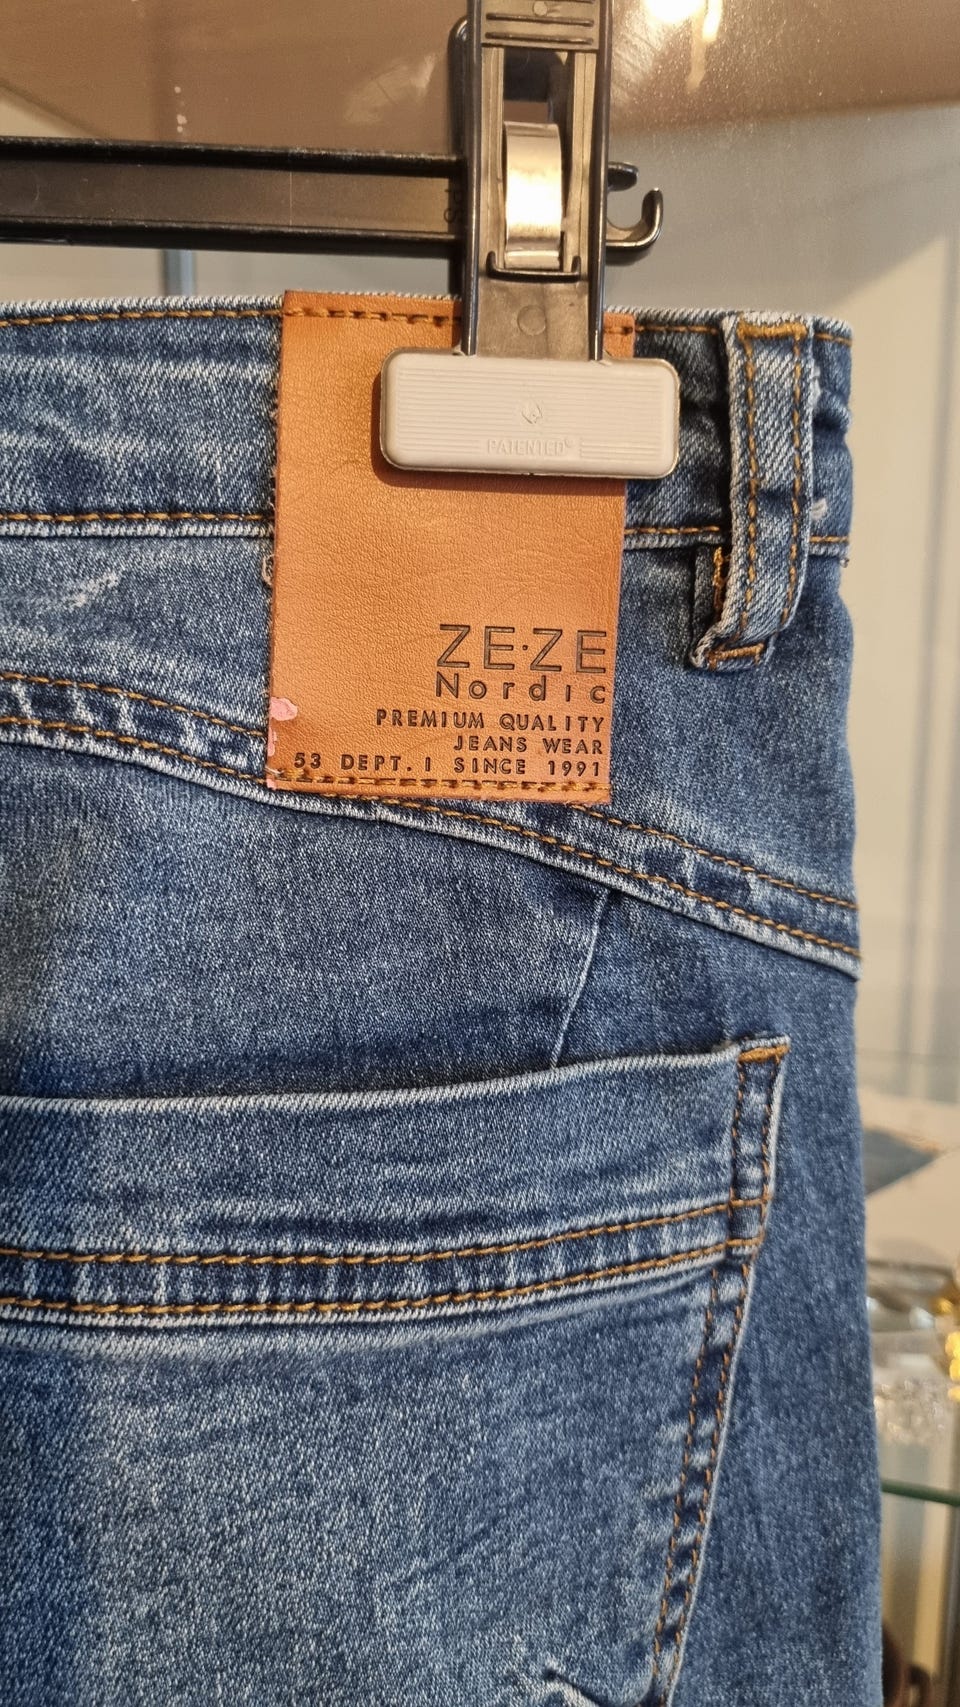 PATENTED
ZE·ZE
Nordic
PREMIUM QUALITY
JEANS WEAR
53 DEPT. I SINCE 1991